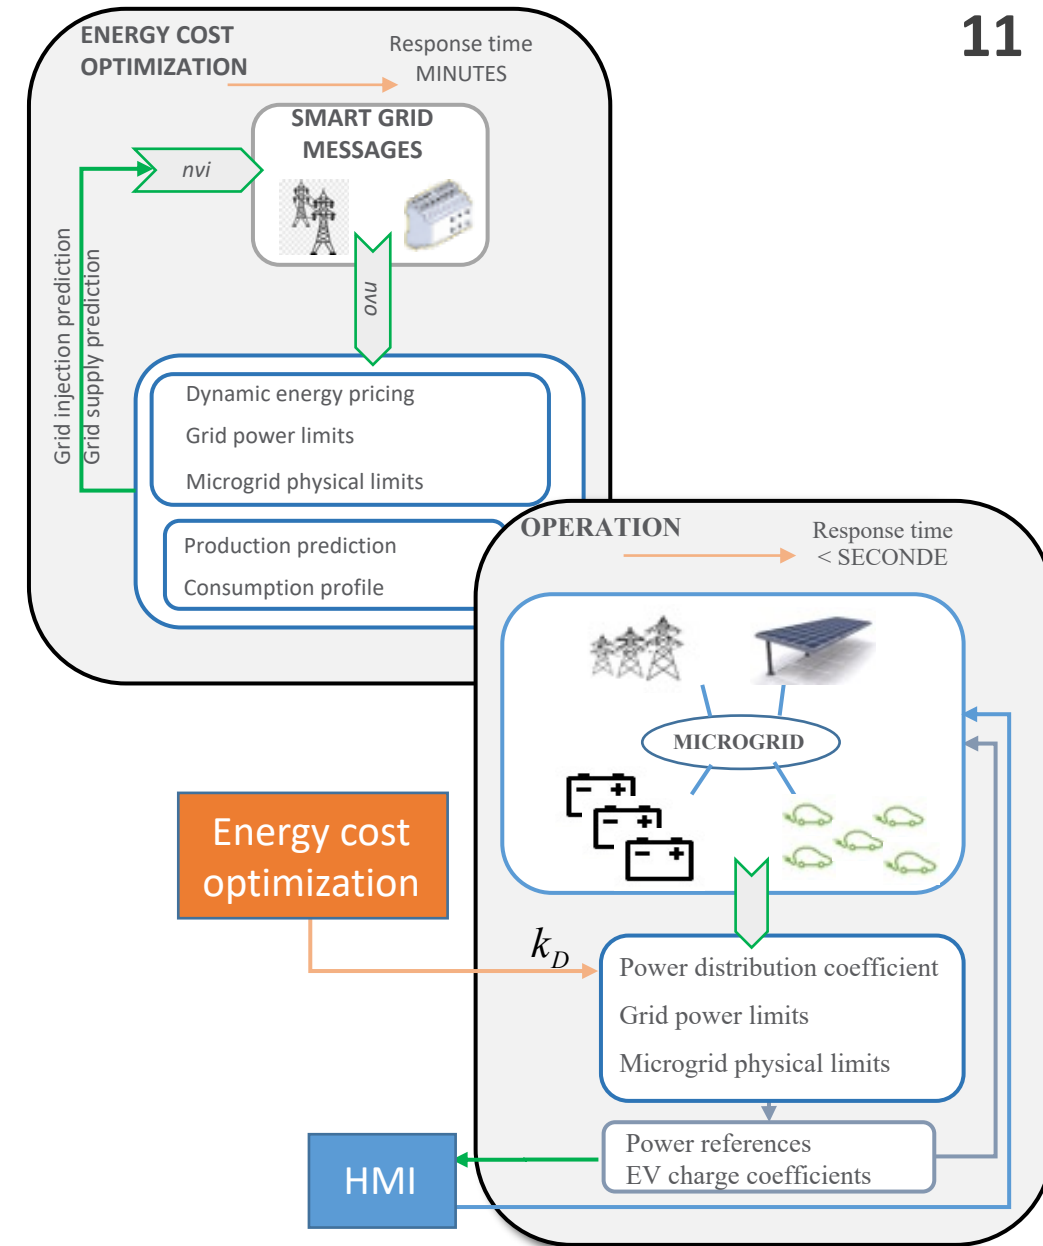 11
ENERGY COST
OPTIMIZATION
Response time
MINUTES
SMART GRID
MESSAGES
nvi
nvo
Grid injection prediction
Grid supply prediction
Dynamic energy pricing
Grid power limits
Microgrid physical limits
Production prediction
Consumption profile
OPERATION
Response time
< SECONDE
MICROGRID
Energy cost
optimization
k_D
Power distribution coefficient
Grid power limits
Microgrid physical limits
Power references
EV charge coefficients
HMI